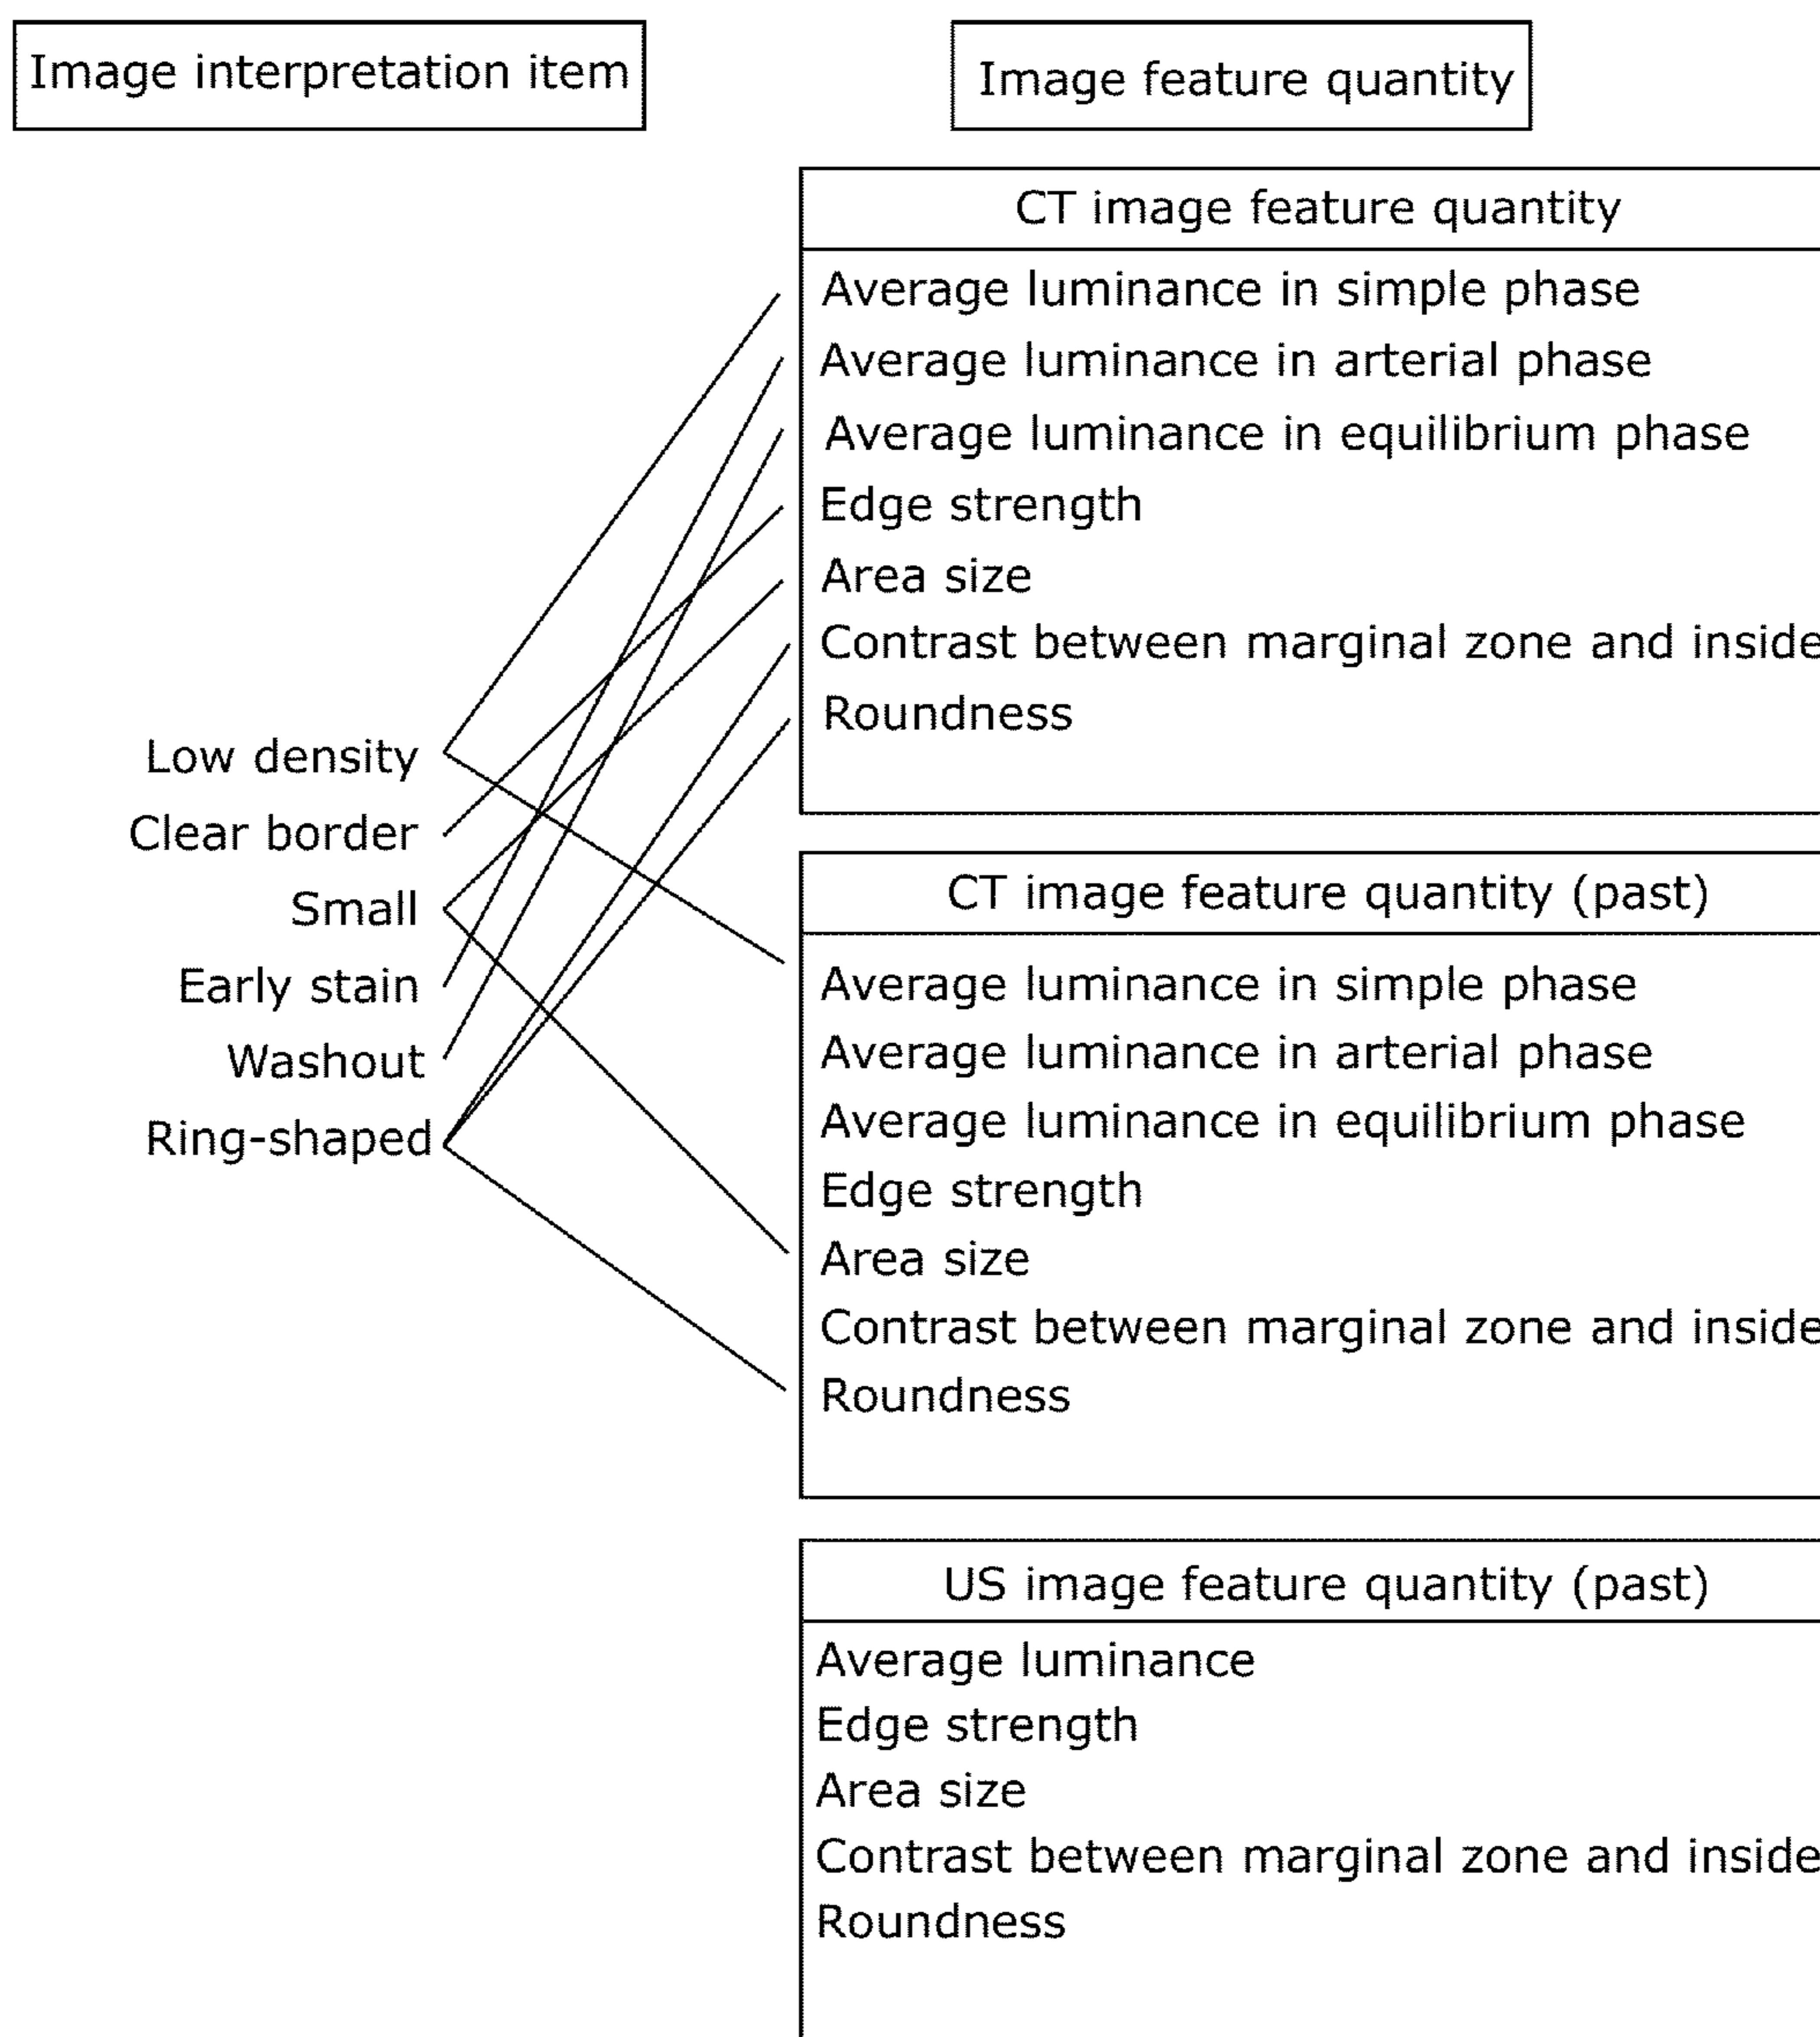 Image interpretation item
Image feature quantity
CT image feature quantity
Average luminance in simple phase
Average luminance in arterial phase
Average luminance in equilibrium phase
Edge strength
Area size
Contrast between marginal zone and inside
Roundness
Low density
Clear border
Small
Early stain
Washout
Ring-shaped
CT image feature quantity (past)
Average luminance in simple phase
Average luminance in arterial phase
Average luminance in equilibrium phase
Edge strength
Area size
Contrast between marginal zone and inside
Roundness
US image feature quantity (past)
Average luminance
Edge strength
Area size
Contrast between marginal zone and inside
Roundness